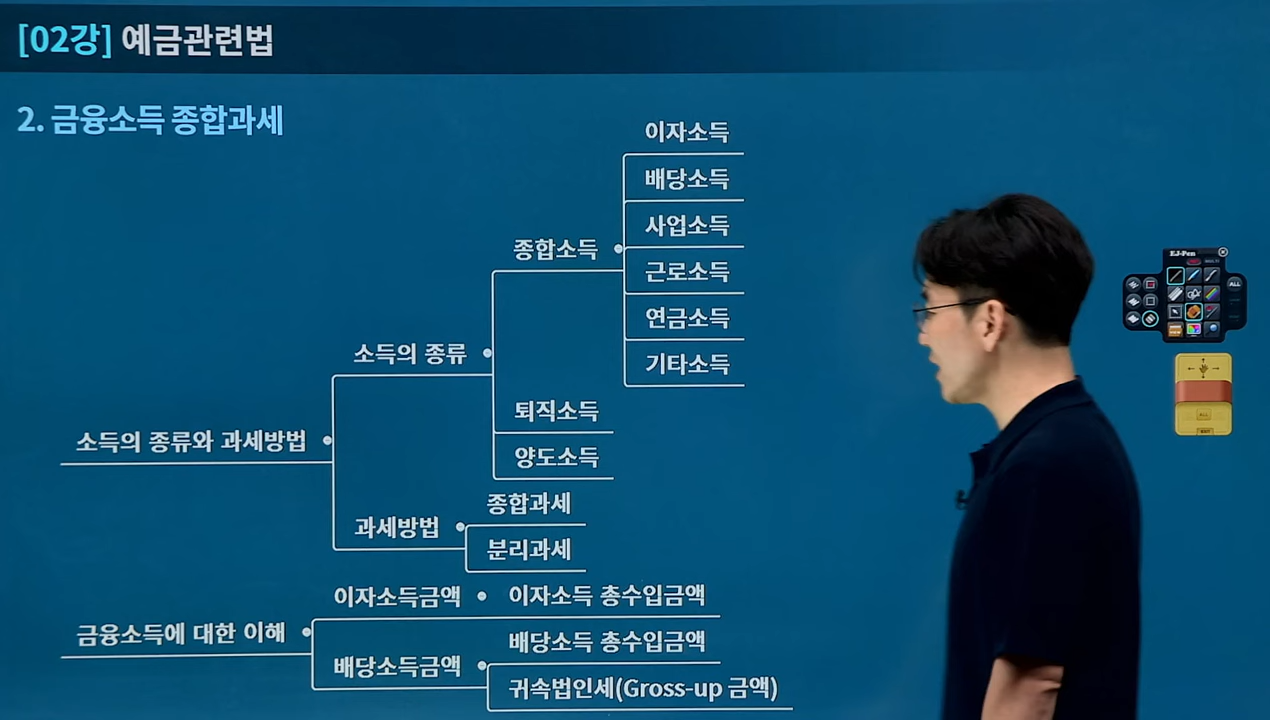 [02강] 예금관련법
2. 금융소득 종합과세
이자소득
배당소득
사업소득
종합소득
근로소득
연금소득
소득의 종류
기타소득
퇴직소득
소득의 종류와 과세방법
양도소득
종합과세
과세방법
분리과세
이자소득금액 이자소득 총수입금액
금융소득에 대한 이해
배당소득 총수입금액
배당소득금액
귀속법인세(Gross-up 금액)
EJ-Pen
ALL
ALL
EXIT